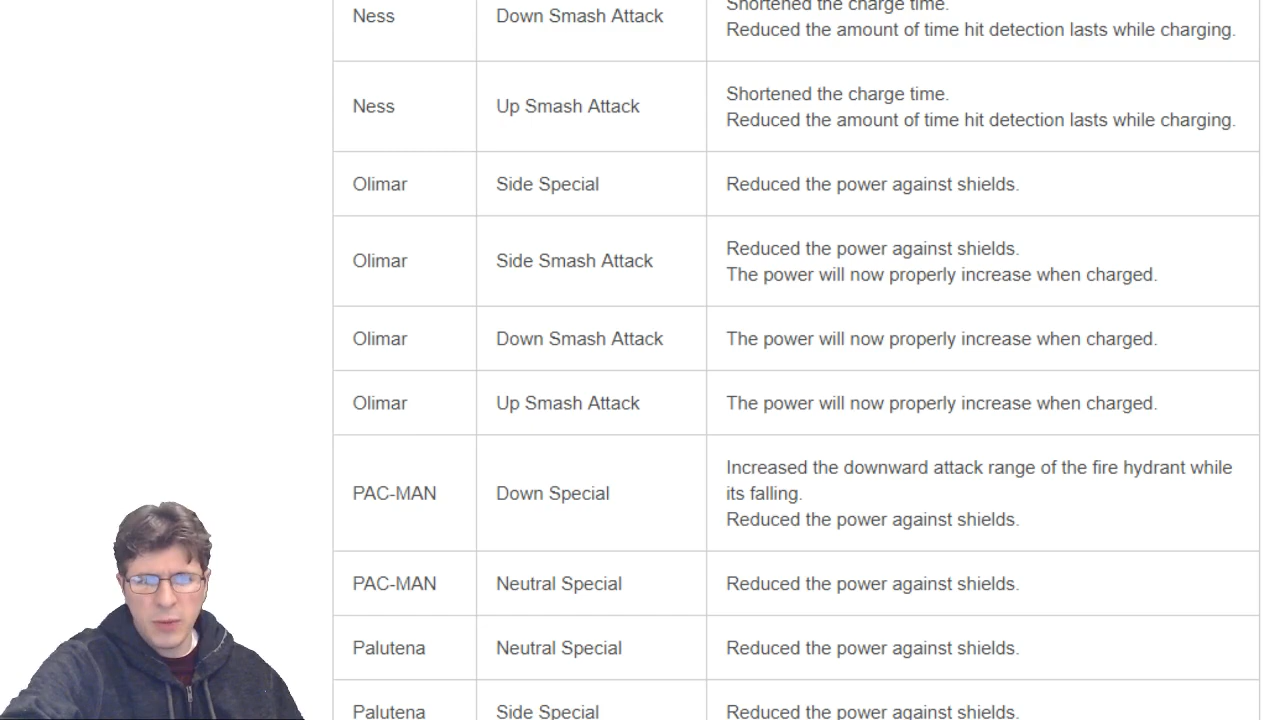 Ness Down Smash Attack Shortened the charge time.
Reduced the amount of time hit detection lasts while charging.
Ness Up Smash Attack Shortened the charge time.
Reduced the amount of time hit detection lasts while charging.
Olimar Side Special Reduced the power against shields.
Olimar Side Smash Attack Reduced the power against shields.
The power will now properly increase when charged.
Olimar Down Smash Attack The power will now properly increase when charged.
Olimar Up Smash Attack The power will now properly increase when charged.
PAC-MAN Down Special Increased the downward attack range of the fire hydrant while
its falling.
Reduced the power against shields.
PAC-MAN Neutral Special Reduced the power against shields.
Palutena Neutral Special Reduced the power against shields.
Palutena Side Special Reduced the power against shields.